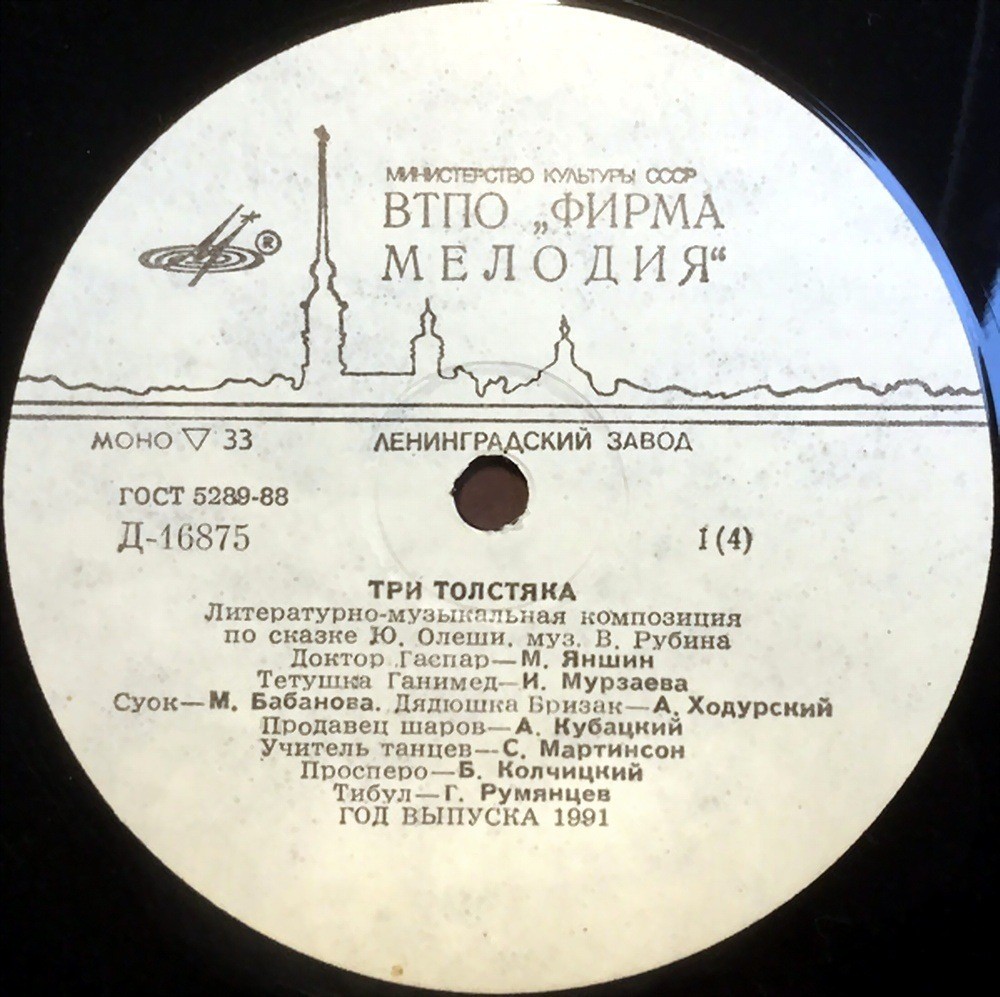 МИНИСТЕРСТВО КУЛЬТУРЫ СССР
ВТПО „ФИРМА
МЕЛОДИЯ“
®
МОНО ▽ 33
ЛЕНИНГРАДСКИЙ ЗАВОД
ГОСТ 5289-88
Д-16875
1(4)
ТРИ ТОЛСТЯКА
Литературно-музыкальная композиция
по сказке Ю. Олеши, муз. В. Рубина
Доктор Гаспар—М. Яншин
Тетушка Ганимед—И. Мурзаева
Суок—М. Бабанова. Дядюшка Бризак—А. Ходурский
Продавец шаров—А. Кубацкий
Учитель танцев—С. Мартинсон
Просперо—Б. Колчицкий
Тибул—Г. Румянцев
ГОД ВЫПУСКА 1991